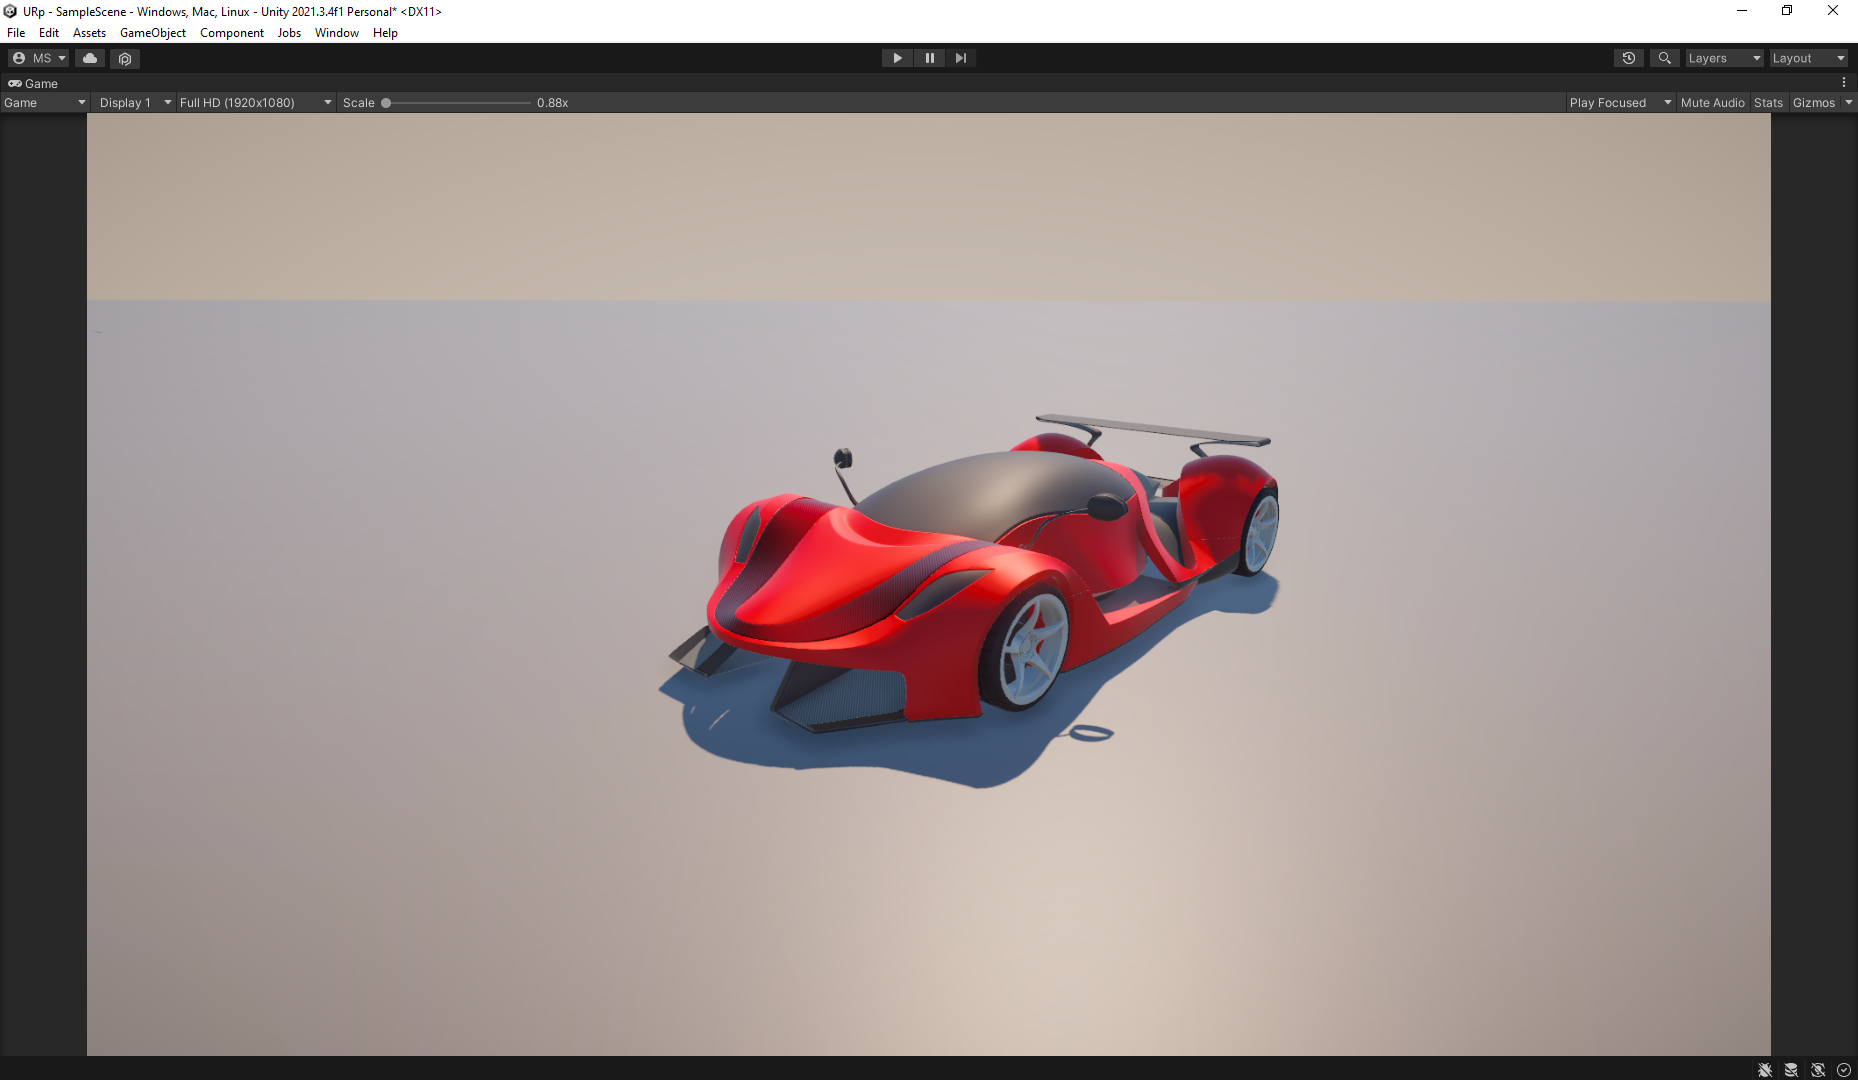 URp - SampleScene - Windows, Mac, Linux - Unity 2021.3.4f1 Personal* <DX11>
File Edit Assets GameObject Component Jobs Window Help
MS Layers Layout
Game
Game Display 1 Full HD (1920x1080) Scale 0.88x Play Focused Mute Audio Stats Gizmos